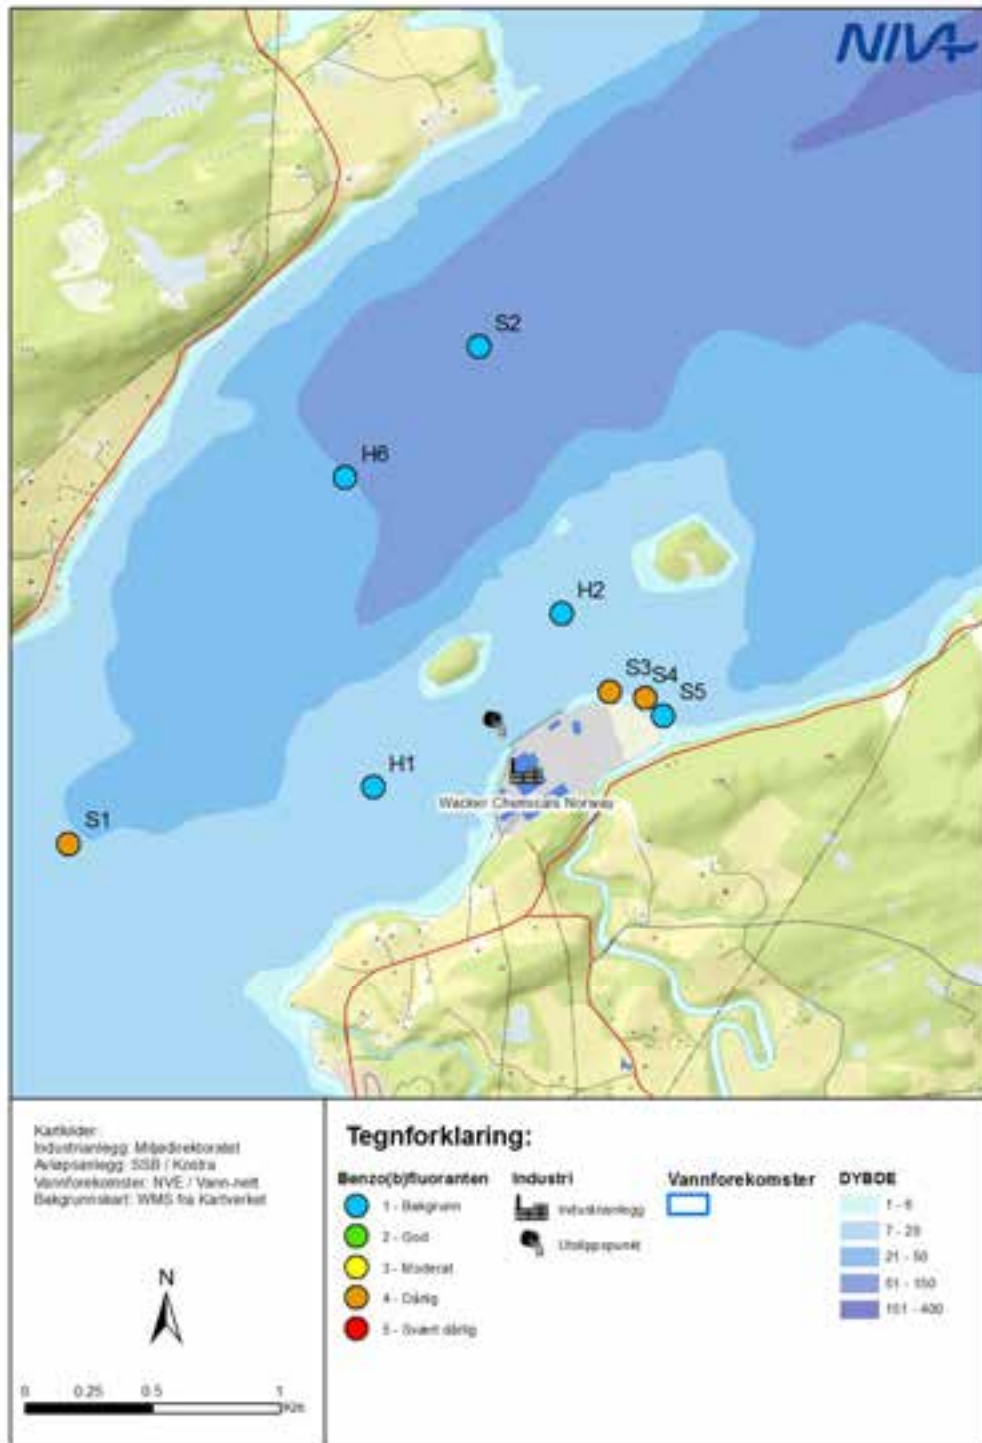 NIVA
S2
H6
H2
S3
S4
S5
H1
Wacker Chemicals Norway
S1
Kartkilder:
Industrianlegg: Miljødirektoratet
Avløpsanlegg: SSB / Kostra
Vannforekomster: NVE / Vann-nett
Bakgrunnskart: WMS fra Kartverket
N
0 0.25 0.5 1
Km
Tegnforklaring:
Benzo(b)fluoranten
1 - Bakgrunn
2 - God
3 - Moderat
4 - Dårlig
5 - Svært dårlig
Industri
Industrianlegg
Utslippspunkt
Vannforekomster
DYBDE
1 - 6
7 - 20
21 - 50
51 - 150
151 - 400